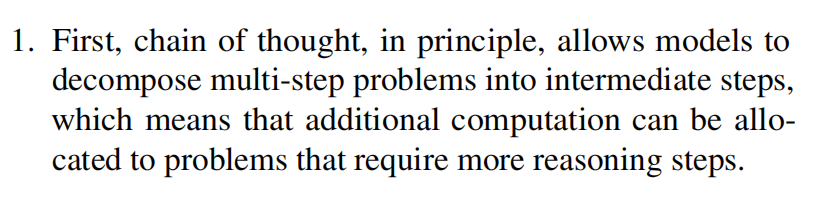 1. First, chain of thought, in principle, allows models to
decompose multi-step problems into intermediate steps,
which means that additional computation can be allo-
cated to problems that require more reasoning steps.